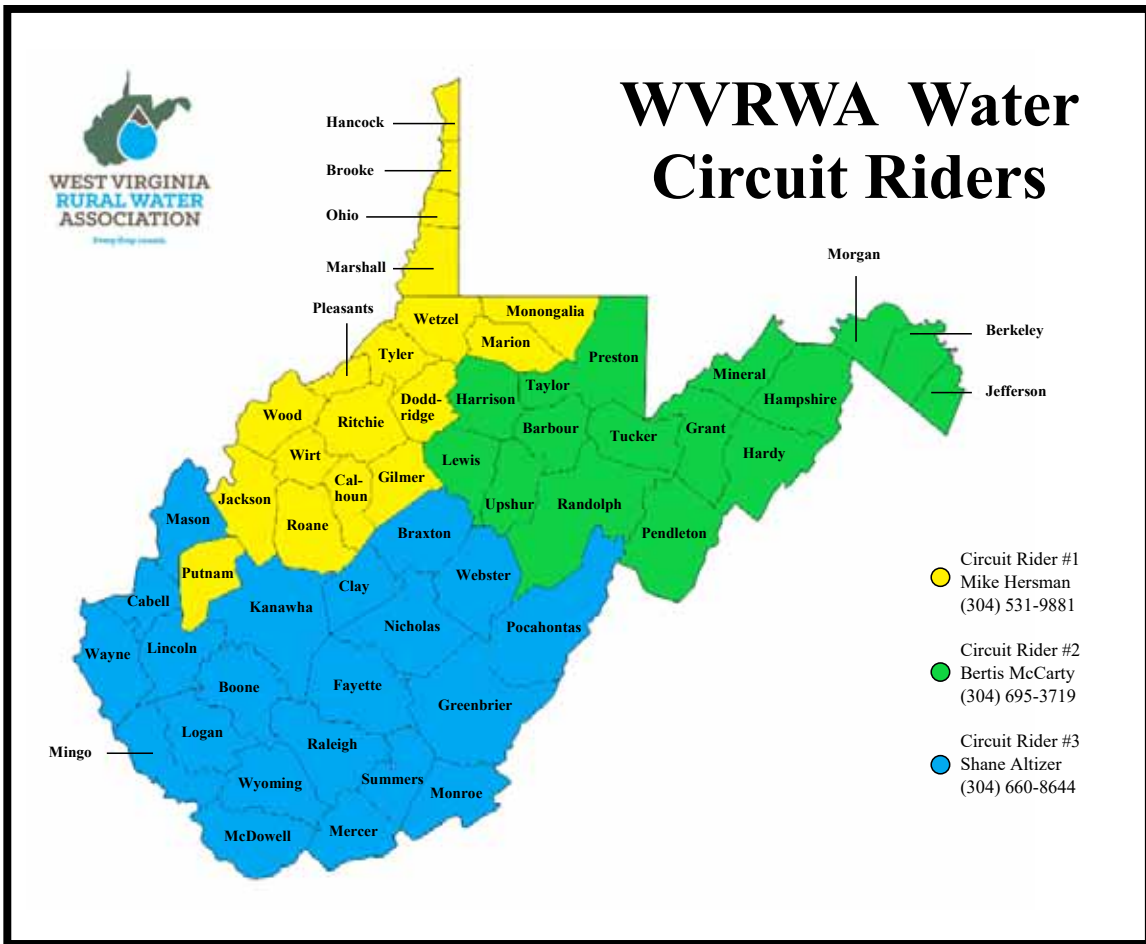 WVRWA Water
Circuit Riders
WEST VIRGINIA
RURAL WATER
ASSOCIATION
Every drop counts.
Hancock
Brooke
Ohio
Marshall
Pleasants
Morgan
Berkeley
Jefferson
Wetzel
Monongalia
Marion
Tyler
Preston
Mineral
Hampshire
Taylor
Harrison
Dodd-
ridge
Wood
Ritchie
Barbour
Tucker
Grant
Hardy
Wirt
Lewis
Cal-
houn
Gilmer
Jackson
Roane
Upshur
Randolph
Pendleton
Mason
Braxton
Putnam
Clay
Webster
Cabell
Kanawha
Nicholas
Pocahontas
Wayne
Lincoln
Boone
Fayette
Greenbrier
Logan
Raleigh
Mingo
Wyoming
Summers
Monroe
McDowell
Mercer
Circuit Rider #1
Mike Hersman
(304) 531-9881
Circuit Rider #2
Bertis McCarty
(304) 695-3719
Circuit Rider #3
Shane Altizer
(304) 660-8644